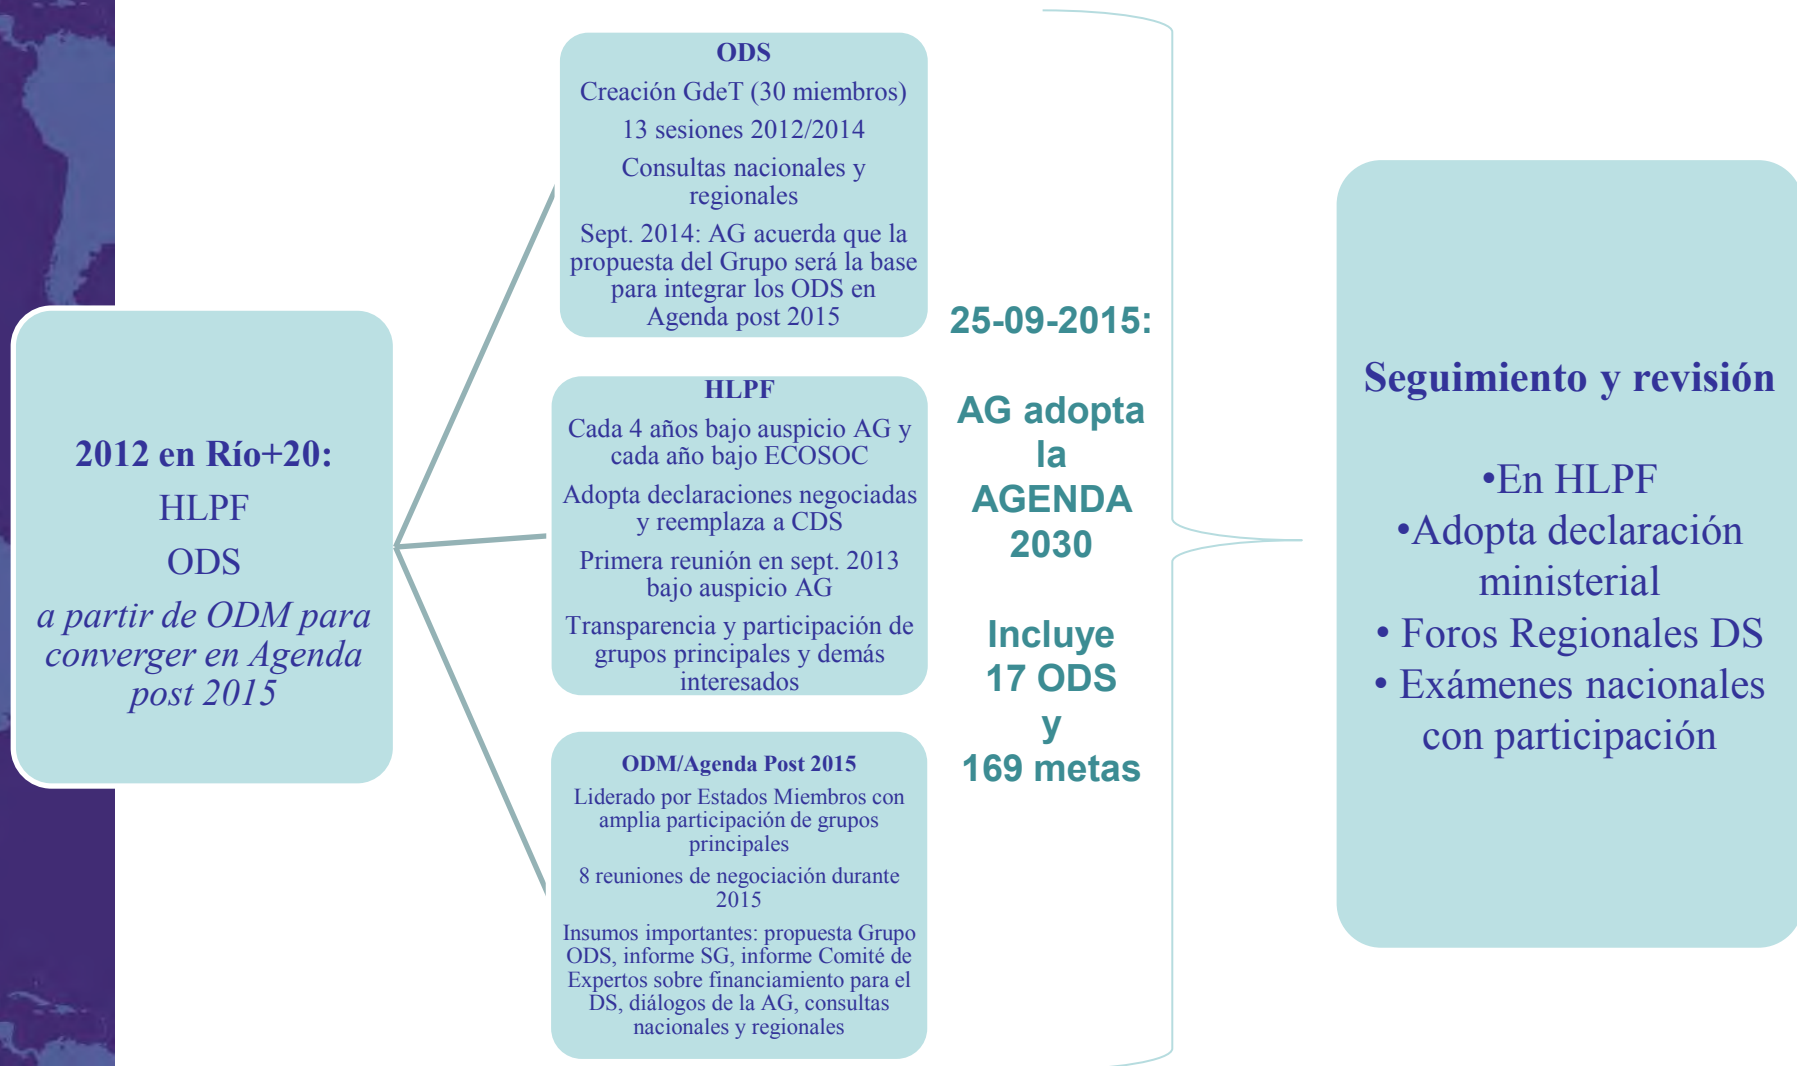 2012 en Río+20:
HLPF
ODS
a partir de ODM para
converger en Agenda
post 2015
ODS
Creación GdeT (30 miembros)
13 sesiones 2012/2014
Consultas nacionales y
regionales
Sept. 2014: AG acuerda que la
propuesta del Grupo será la base
para integrar los ODS en
Agenda post 2015
HLPF
Cada 4 años bajo auspicio AG y
cada año bajo ECOSOC
Adopta declaraciones negociadas
y reemplaza a CDS
Primera reunión en sept. 2013
bajo auspicio AG
Transparencia y participación de
grupos principales y demás
interesados
ODM/Agenda Post 2015
Liderado por Estados Miembros con
amplia participación de grupos
principales
8 reuniones de negociación durante
2015
Insumos importantes: propuesta Grupo
ODS, informe SG, informe Comité de
Expertos sobre financiamiento para el
DS, diálogos de la AG, consultas
nacionales y regionales
25-09-2015:
AG adopta
la
AGENDA
2030
Incluye
17 ODS
y
169 metas
Seguimiento y revisión
•En HLPF
•Adopta declaración
ministerial
• Foros Regionales DS
• Exámenes nacionales
con participación